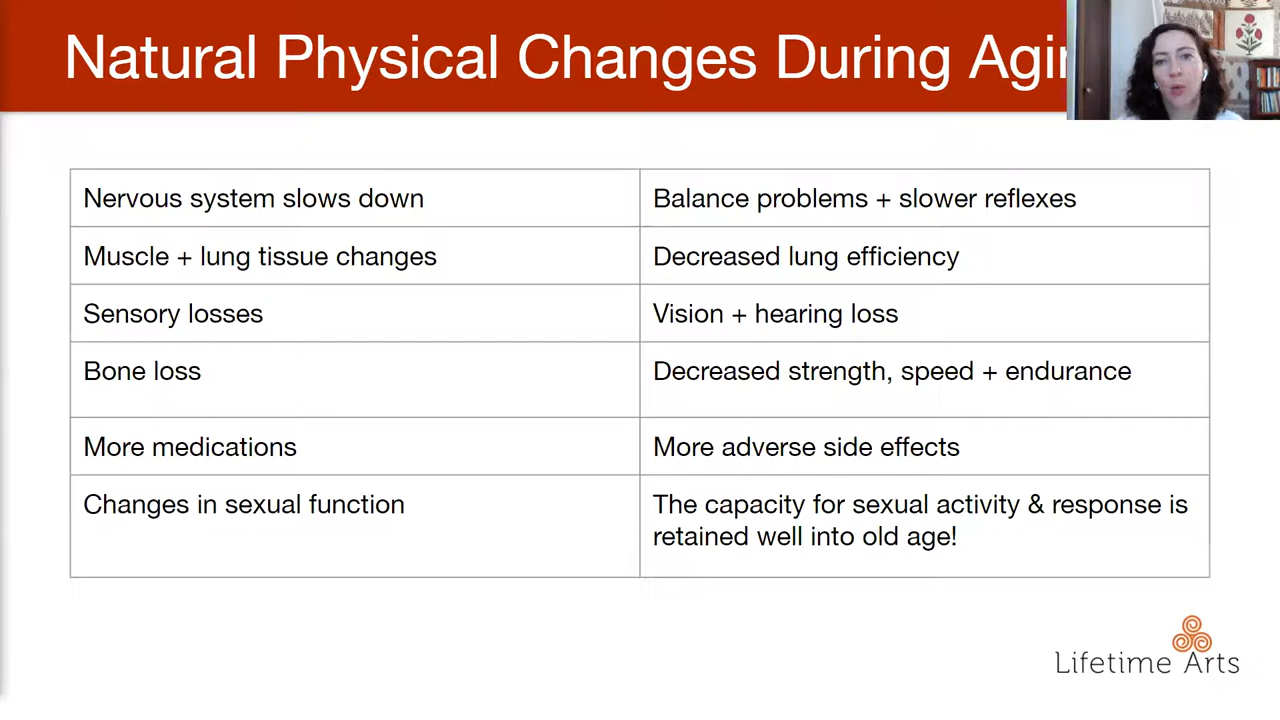 Natural Physical Changes During
Nervous system slows down
Balance problems + slower reflexes
Muscle + lung tissue changes
Decreased lung efficiency
Sensory losses
Vision + hearing loss
Bone loss
Decreased strength, speed + endurance
More medications
More adverse side effects
Changes in sexual function
The capacity for sexual activity & response is
retained well into old age!
Lifetime Arts